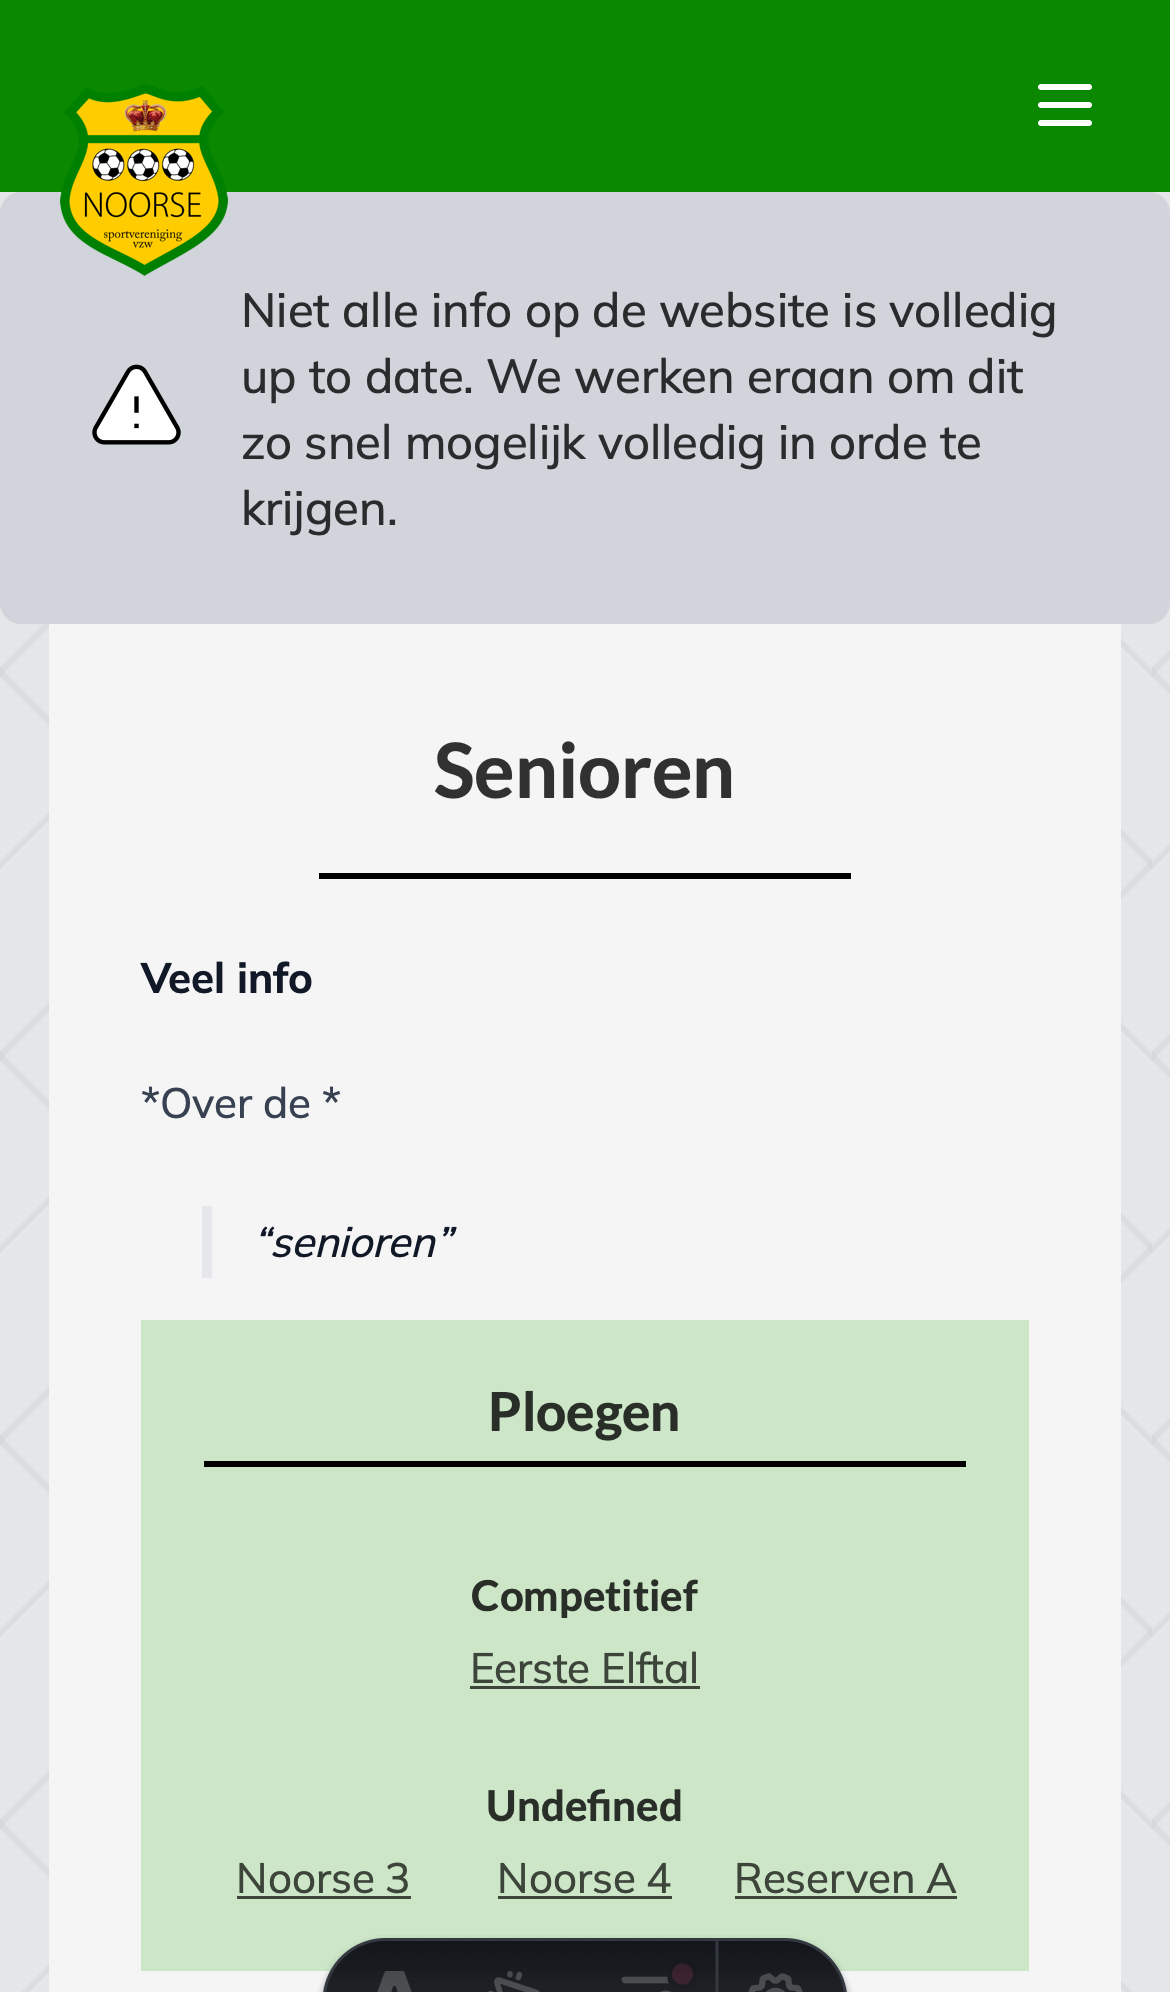 NOORSE
sportvereniging
vzw
Niet alle info op de website is volledig
up to date. We werken eraan om dit
zo snel mogelijk volledig in orde te
krijgen.
Senioren
Veel info
*Over de *
“senioren”
Ploegen
Competitief
Eerste Elftal
Undefined
Noorse 3 Noorse 4 Reserven A